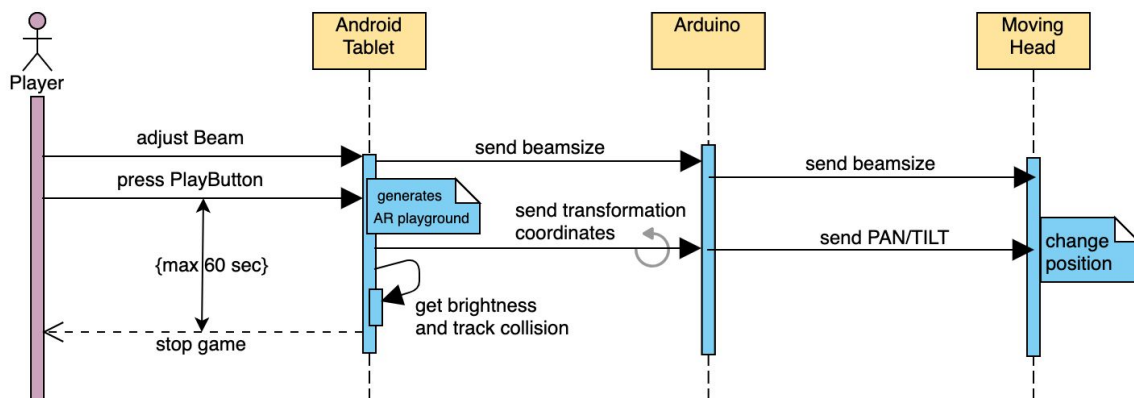 Android
Tablet
Arduino
Moving
Head
Player
adjust Beam
send beamsize
send beamsize
press PlayButton
generates
AR playground
send transformation
coordinates
send PAN/TILT
change
position
{max 60 sec}
get brightness
and track collision
stop game